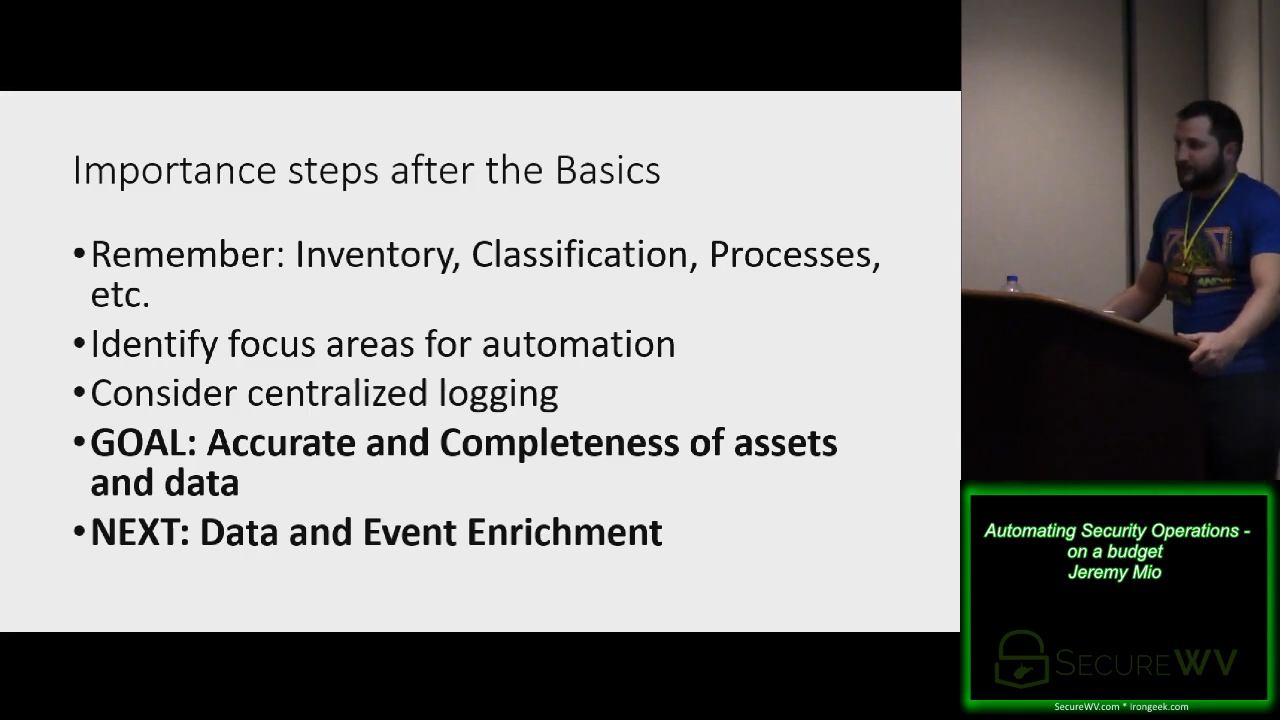 Importance steps after the Basics
•Remember: Inventory, Classification, Processes,
etc.
•Identify focus areas for automation
•Consider centralized logging
•GOAL: Accurate and Completeness of assets
and data
•NEXT: Data and Event Enrichment
Automating Security Operations -
on a budget
Jeremy Mio
SECUREWV
SecureWV.com * irongeek.com